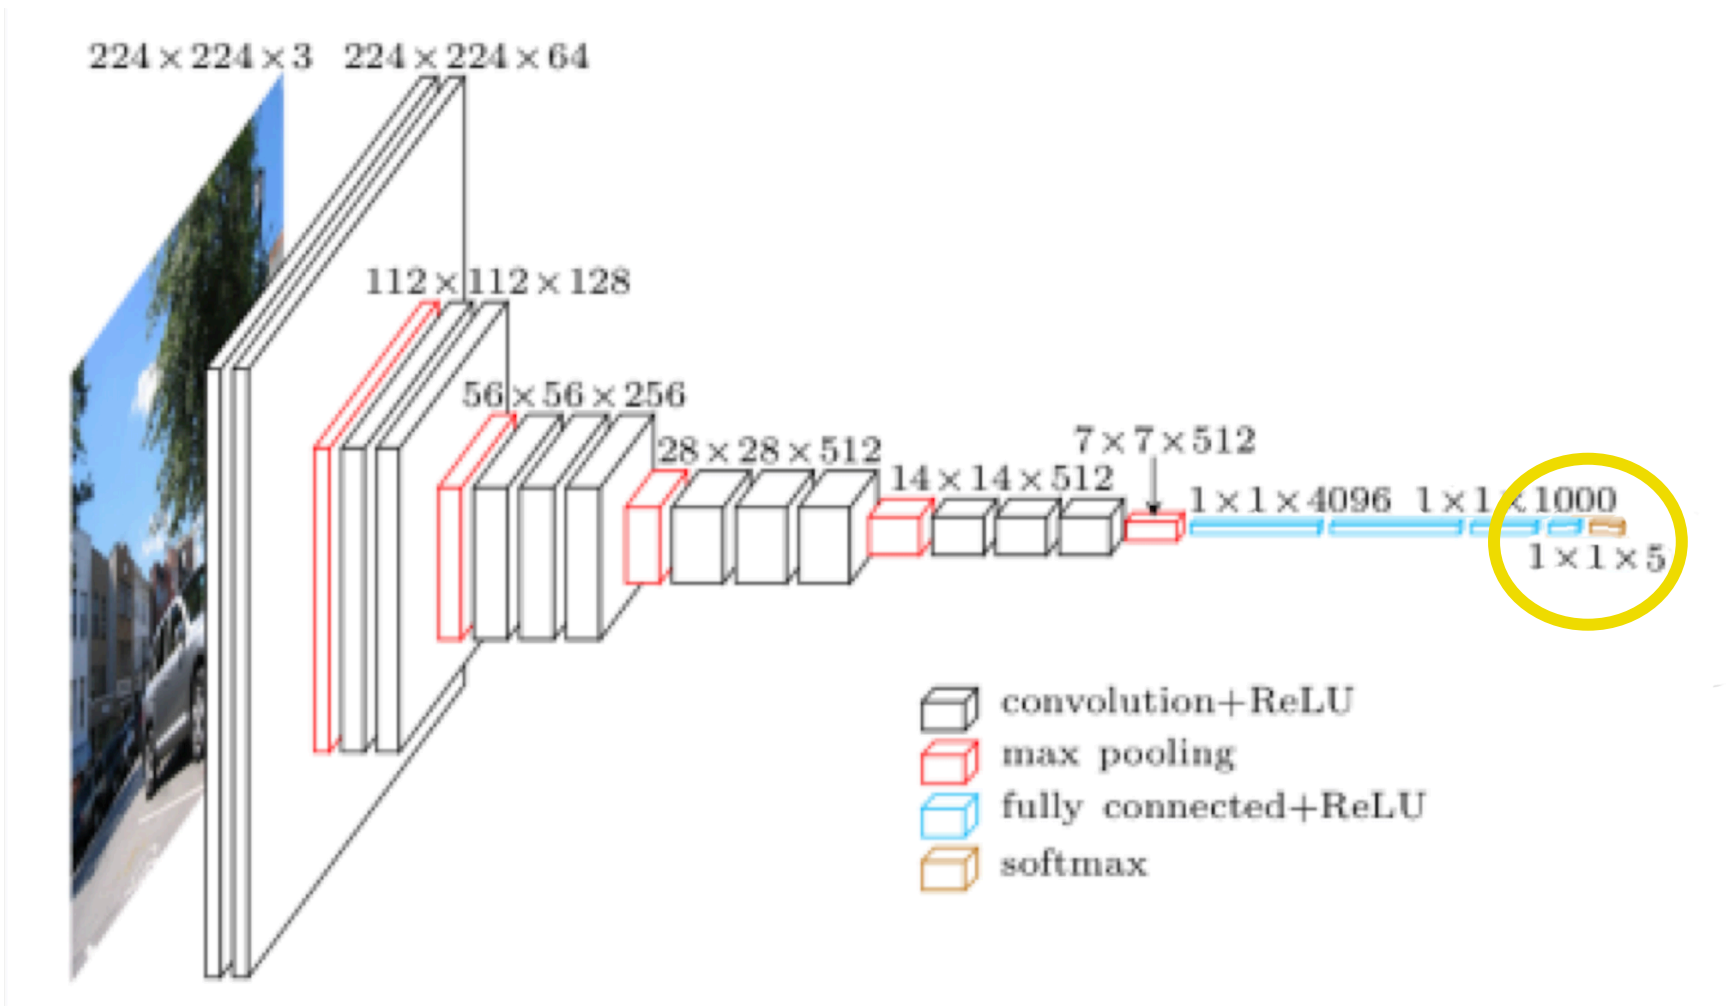 224×224×3
224×224×64
112×112×128
56×56×256
28×28×512
14×14×512
7×7×512
1×1×4096
1×1×1000
1×1×5
convolution+ReLU
max pooling
fully connected+ReLU
softmax